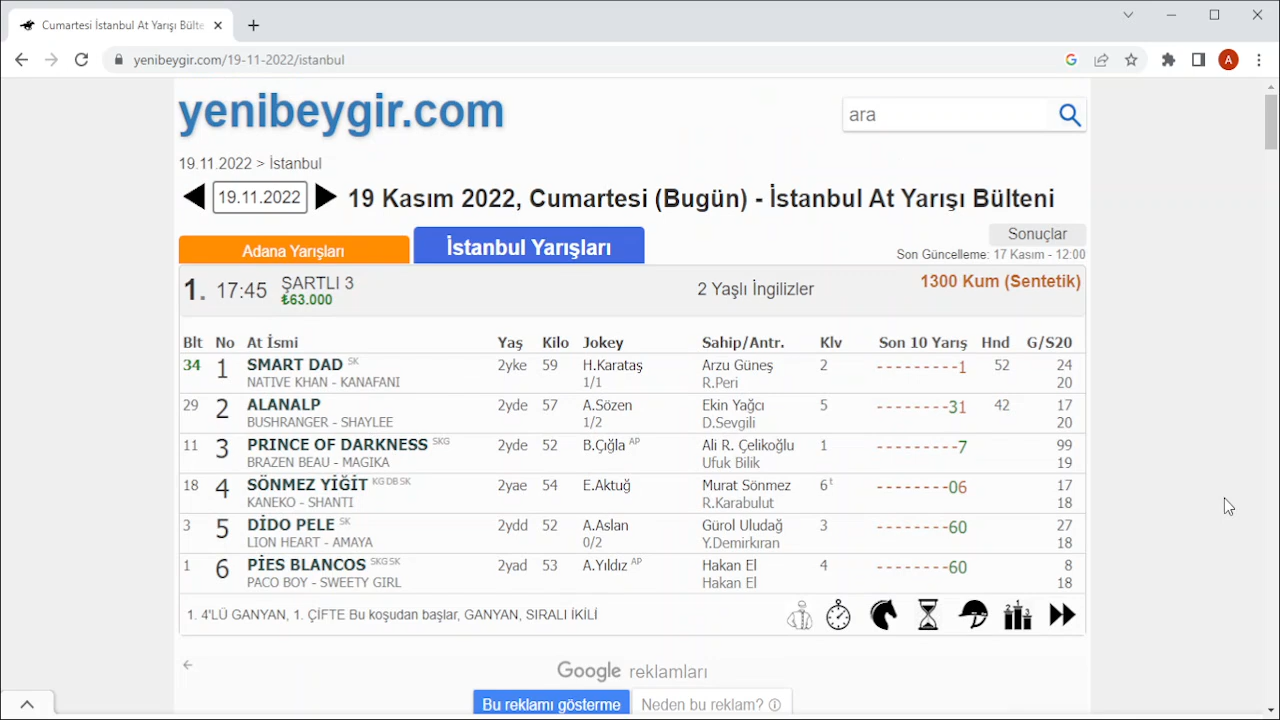 Cumartesi İstanbul At Yarışı Bülte
yenibeygir.com/19-11-2022/istanbul
A
yenibeygir.com
ara
19.11.2022 > İstanbul
19.11.2022
19 Kasım 2022, Cumartesi (Bugün) - İstanbul At Yarışı Bülteni
Adana Yarışları
İstanbul Yarışları
Sonuçlar
Son Güncelleme: 17 Kasım - 12:00
1. 17:45 ŞARTLI 3 2 Yaşlı İngilizler 1300 Kum (Sentetik)
₺63.000
Blt No At İsmi Yaş Kilo Jokey Sahip/Antr. Klv Son 10 Yarış Hnd G/S20
34 1 SMART DAD SK 2yke 59 H.Karataş Arzu Güneş 2 ---------1 52 24
NATIVE KHAN - KANAFANI 1/1 R.Peri 20
29 2 ALANALP 2yde 57 A.Sözen Ekin Yağcı 5 --------31 42 17
BUSHRANGER - SHAYLEE 1/2 D.Sevgili 20
11 3 PRINCE OF DARKNESS SKG 2yde 52 B.Çığla AP Ali R. Çelikoğlu 1 ---------7 99
BRAZEN BEAU - MAGIKA Ufuk Bilik 19
18 4 SÖNMEZ YİĞİT KG DB SK 2yae 54 E.Aktuğ Murat Sönmez 6t --------06 17
KANEKO - SHANTI R.Karabulut 18
3 5 DİDO PELE SK 2ydd 52 A.Aslan Gürol Uludağ 3 --------60 27
LION HEART - AMAYA 0/2 Y.Demirkıran 18
1 6 PİES BLANCOS SKG SK 2yad 53 A.Yıldız AP Hakan El 4 --------60 8
PACO BOY - SWEETY GIRL Hakan El 18
1. 4'LÜ GANYAN, 1. ÇİFTE Bu koşudan başlar, GANYAN, SIRALI İKİLİ
Google reklamları
Bu reklamı gösterme
Neden bu reklam?